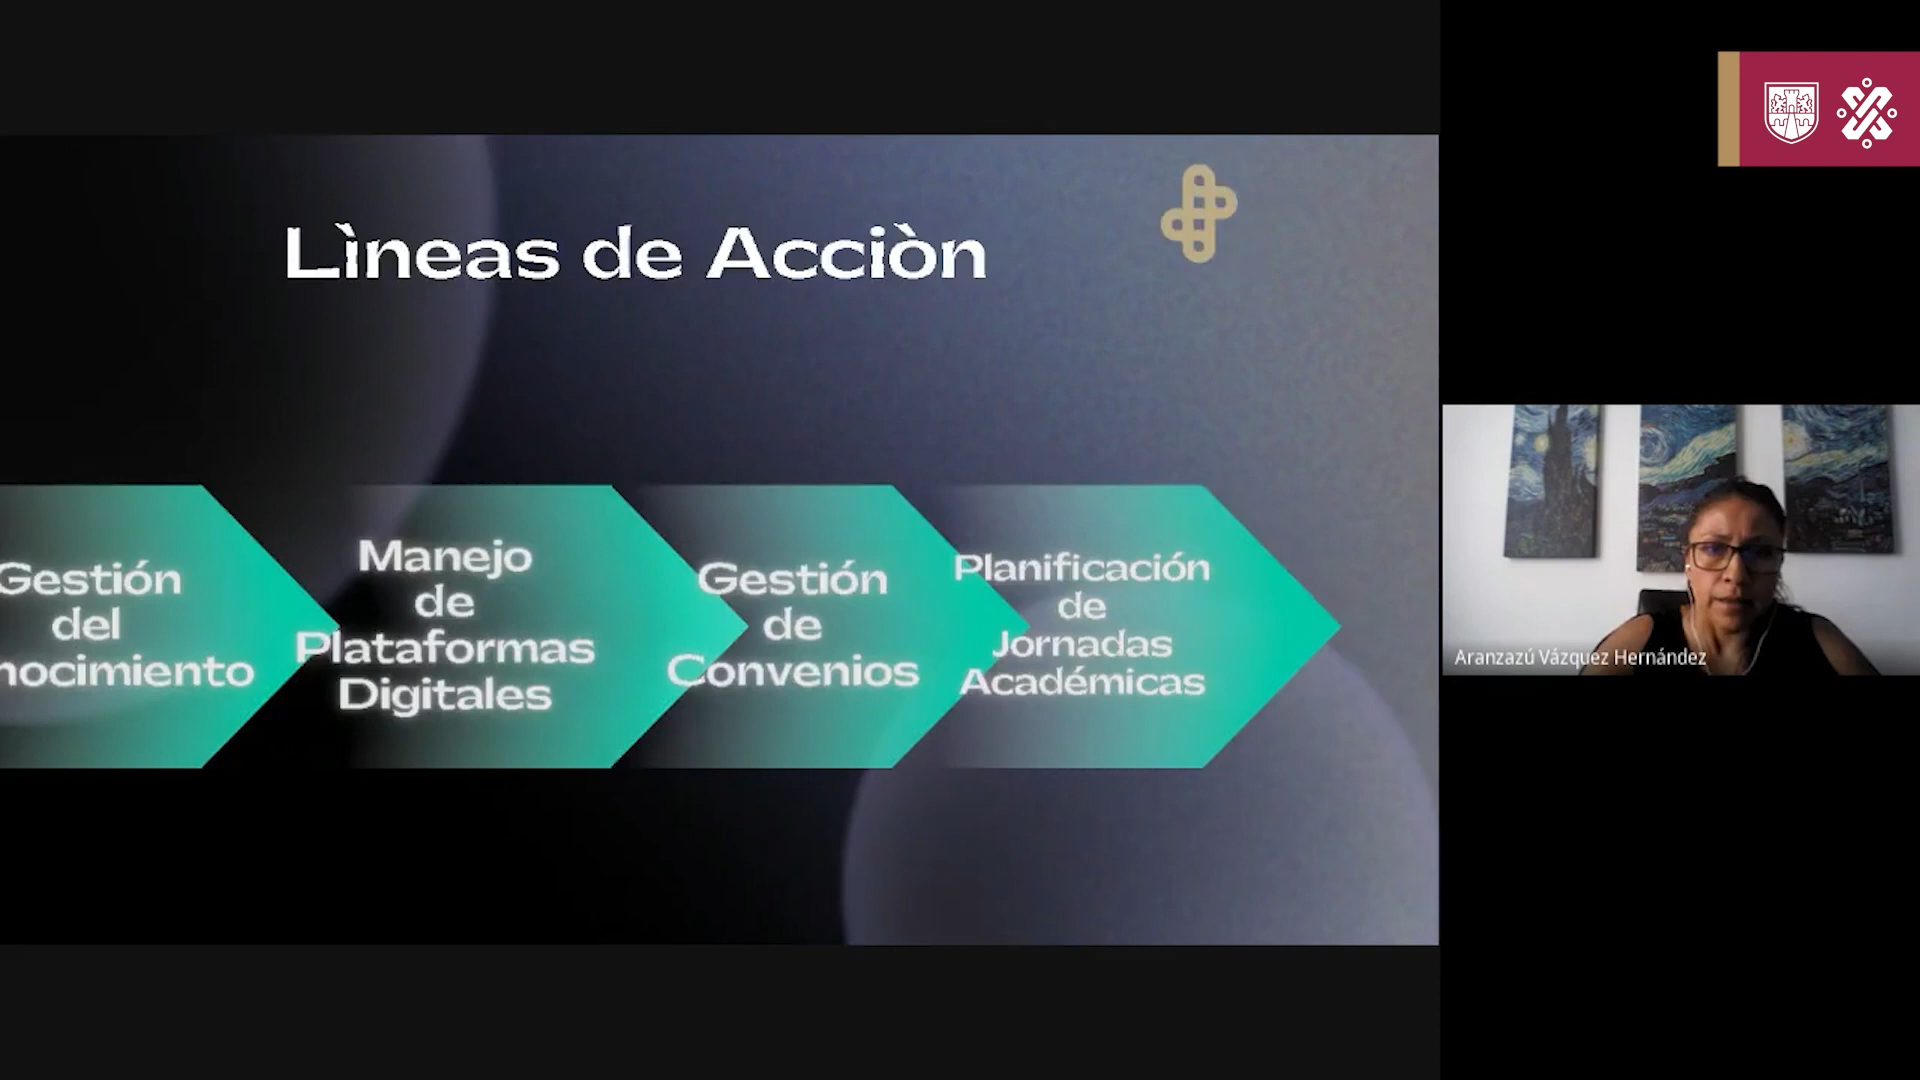 Lìneas de Acciòn
Gestión
del
nocimiento
Manejo
de
Plataformas
Digitales
Gestión
de
Convenios
Planificación
de
Jornadas
Académicas
Aranzazú Vázquez Hernández